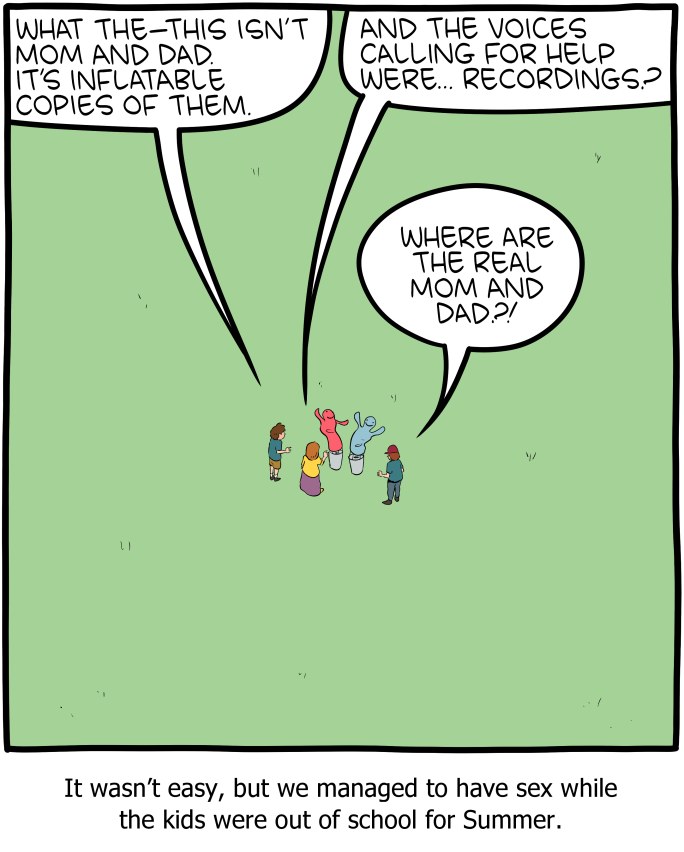 WHAT THE—THIS ISN'T
MOM AND DAD.
IT'S INFLATABLE
COPIES OF THEM.
AND THE VOICES
CALLING FOR HELP
WERE... RECORDINGS?
WHERE ARE
THE REAL
MOM AND
DAD?!
It wasn't easy, but we managed to have sex while
the kids were out of school for Summer.